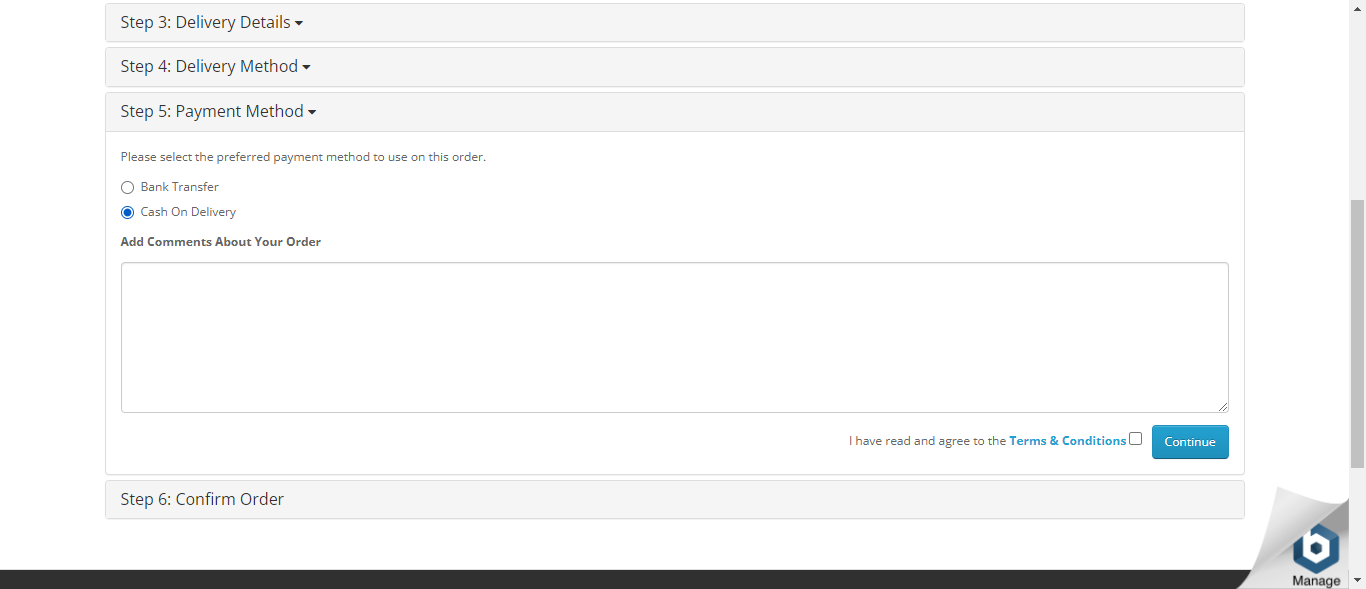 Step 3: Delivery Details
Step 4: Delivery Method
Step 5: Payment Method
Please select the preferred payment method to use on this order.
Bank Transfer
Cash On Delivery
Add Comments About Your Order
I have read and agree to the Terms & Conditions
Continue
Step 6: Confirm Order
b
Manage